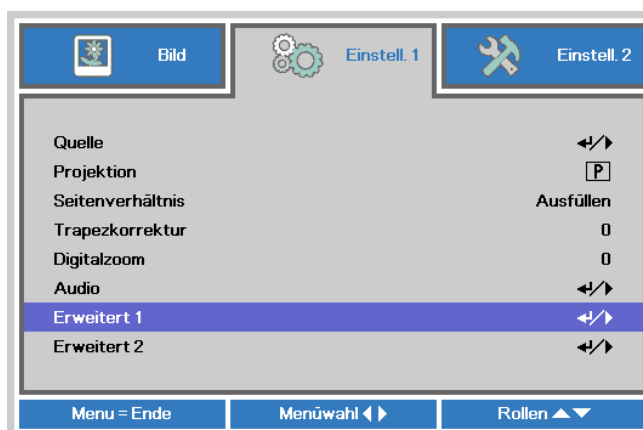 Bild Einstell. 1 Einstell. 2
Quelle ↵/▶
Projektion P
Seitenverhältnis Ausfüllen
Trapezkorrektur 0
Digitalzoom 0
Audio ↵/▶
Erweitert 1 ↵/▶
Erweitert 2 ↵/▶
Menu = Ende Menüwahl ◀▶ Rollen ▲▼